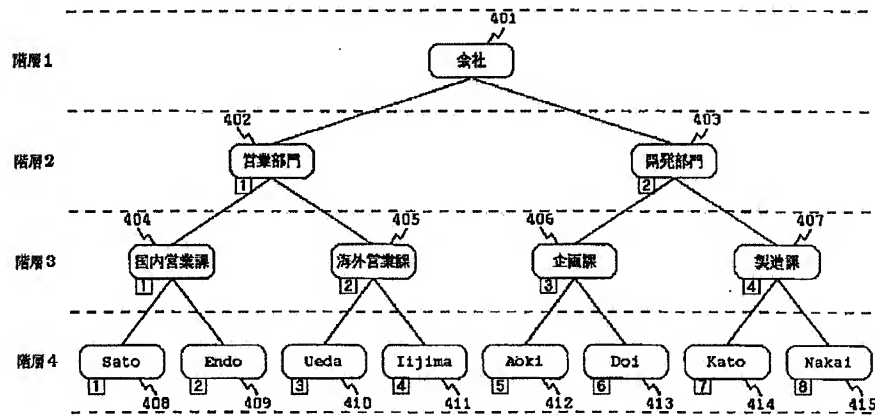 401
階層1
会社
402
403
階層2
営業部門
開発部門
1
2
404
405
406
407
階層3
国内営業課
海外営業課
企画課
製造課
1
2
3
4
階層4
Sato
Endo
Ueda
Iijima
Aoki
Doi
Kato
Nakai
1
2
3
4
5
6
7
8
408
409
410
411
412
413
414
415